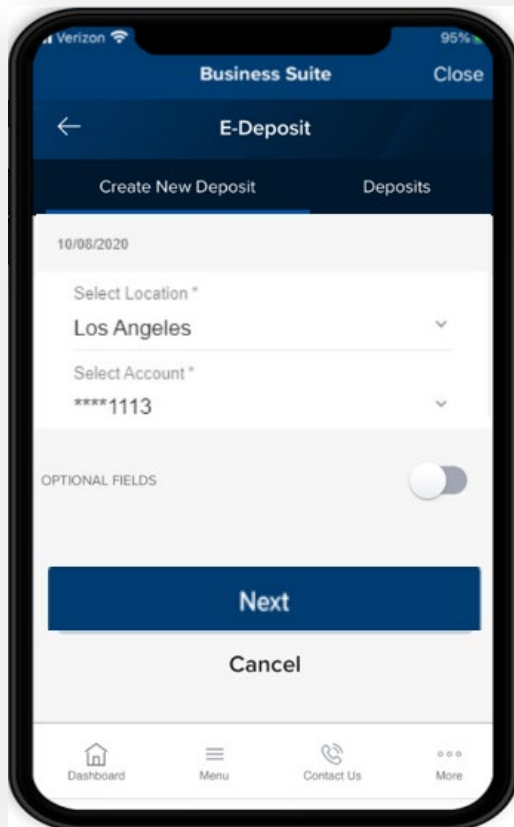 Verizon 95%
Business Suite Close
E-Deposit
Create New Deposit Deposits
10/08/2020
Select Location *
Los Angeles
Select Account *
****1113
OPTIONAL FIELDS
Next
Cancel
Dashboard Menu Contact Us More